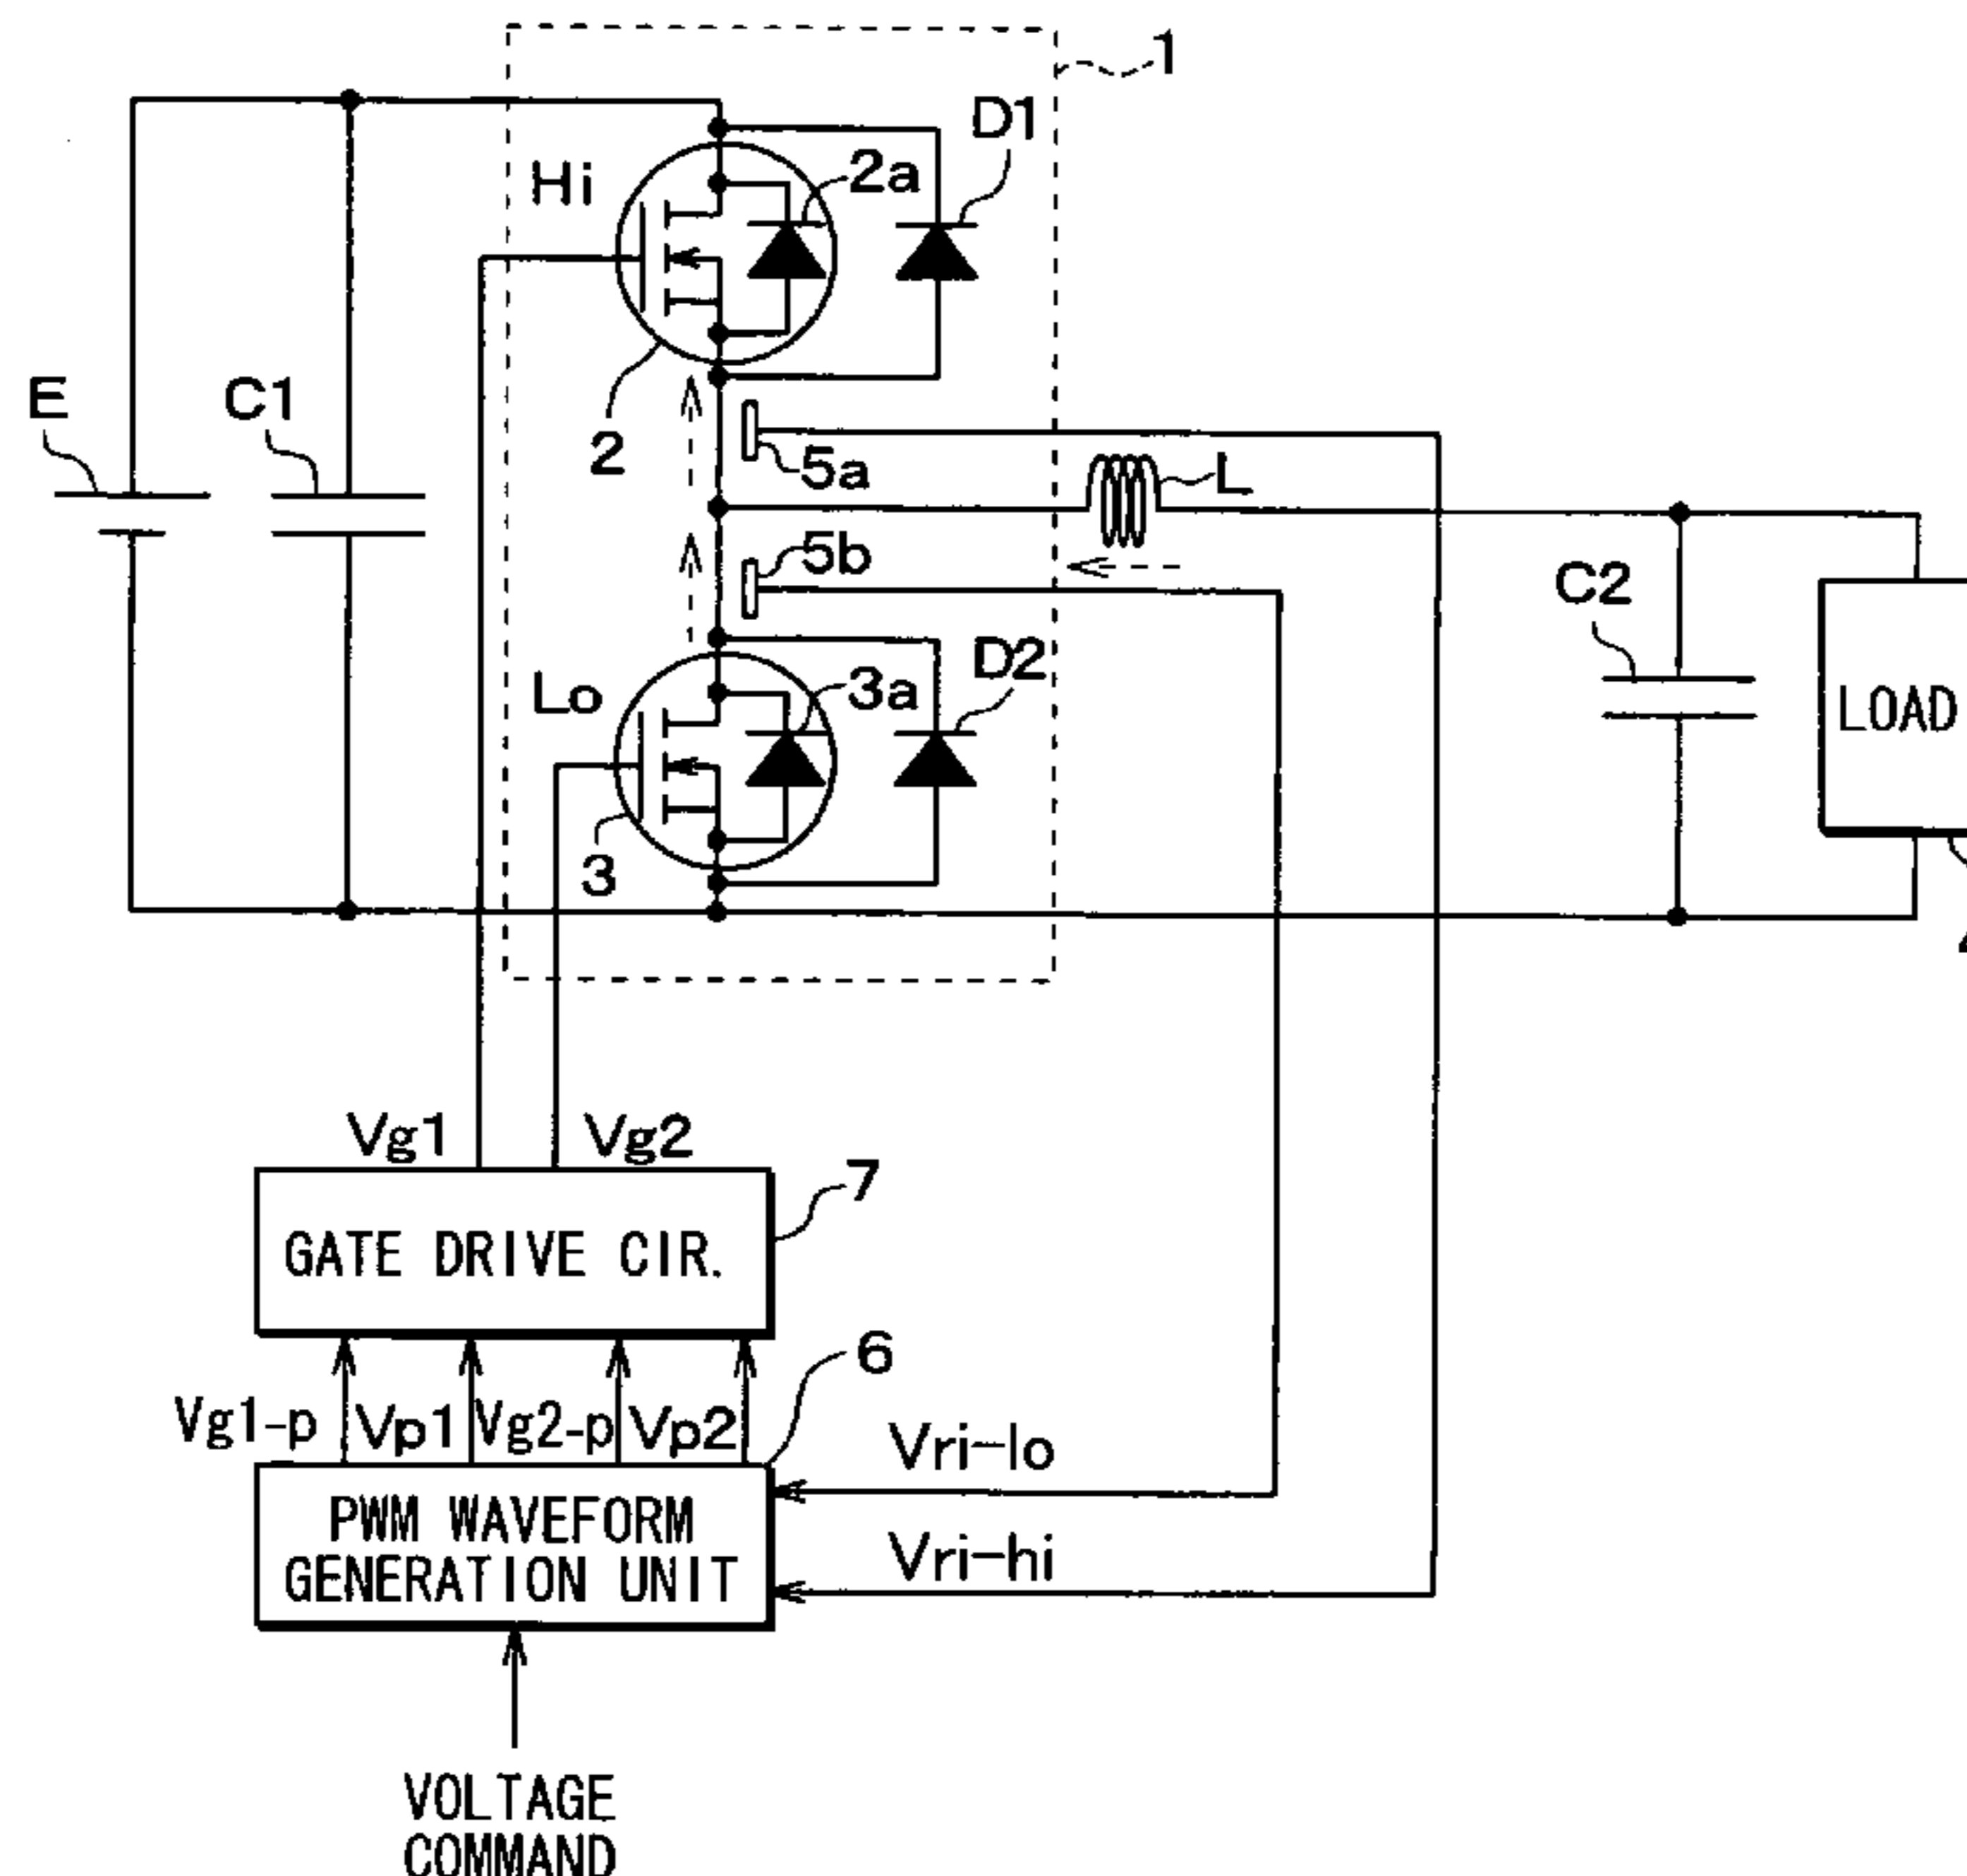 1
D1
2a
Hi
E
C1
2
5a
L
5b
C2
D2
3a
Lo
LOAD
3
Vg1
Vg2
7
GATE DRIVE CIR.
6
Vg1-p
Vp1
Vg2-p
Vp2
Vri-lo
PWM WAVEFORM
GENERATION UNIT
Vri-hi
VOLTAGE
COMMAND